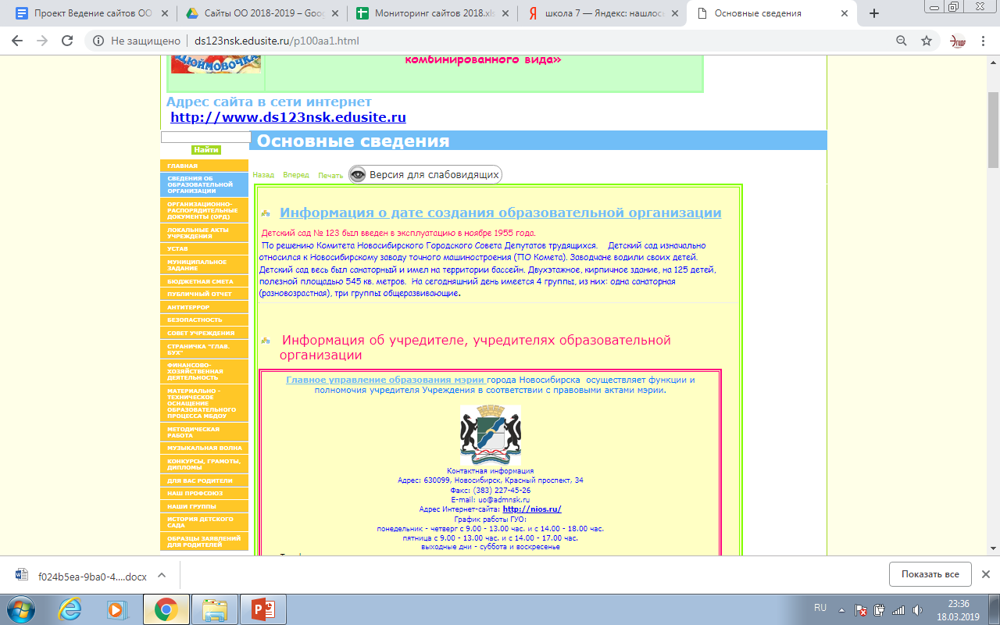 Проект Ведение сайтов ОО
Сайты ОО 2018-2019 – Goo
Мониторинг сайтов 2018.xls
школа 7 — Яндекс: нашлось
Основные сведения
Не защищено
ds123nsk.edusite.ru/p100aa1.html
Дюймовочка
комбинированного вида»
Адрес сайта в сети интернет
http://www.ds123nsk.edusite.ru
Найти
Основные сведения
Назад Вперед Печать Версия для слабовидящих
ГЛАВНАЯ
СВЕДЕНИЯ ОБ
ОБРАЗОВАТЕЛЬНОЙ
ОРГАНИЗАЦИИ
ОРГАНИЗАЦИОННО-
РАСПОРЯДИТЕЛЬНЫЕ
ДОКУМЕНТЫ (ОРД)
ЛОКАЛЬНЫЕ АКТЫ
УЧРЕЖДЕНИЯ
УСТАВ
МУНИЦИПАЛЬНОЕ
ЗАДАНИЕ
БЮДЖЕТНАЯ СМЕТА
ПУБЛИЧНЫЙ ОТЧЕТ
АНТИТЕРРОР
БЕЗОПАСТНОСТЬ
СОВЕТ УЧРЕЖДЕНИЯ
СТРАНИЧКА "ГЛАВ.
БУХ"
ФИНАНСОВО-
ХОЗЯЙСТВЕННАЯ
ДЕЯТЕЛЬНОСТЬ
МАТЕРИАЛЬНО -
ТЕХНИЧЕСКОЕ
ОСНАЩЕНИЕ
ОБРАЗОВАТЕЛЬНОГО
ПРОЦЕССА МБДОУ
МЕТОДИЧЕСКАЯ
РАБОТА
МУЗЫКАЛЬНАЯ ВОЛНА
КОНКУРСЫ, ГРАМОТЫ,
ДИПЛОМЫ
ДЛЯ ВАС РОДИТЕЛИ
НАШ ПРОФСОЮЗ
НАШИ ГРУППЫ
ИСТОРИЯ ДЕТСКОГО
САДА
ОБРАЗЦЫ ЗАЯВЛЕНИЙ
ДЛЯ РОДИТЕЛЕЙ
Информация о дате создания образовательной организации
Детский сад № 123 был введен в эксплуатацию в ноябре 1955 года.
По решению Комитета Новосибирского Городского Совета Депутатов трудящихся. Детский сад изначально
относился к Новосибирскому заводу точного машиностроения (ПО Комета). Заводчане водили своих детей.
Детский сад весь был санаторный и имел на территории бассейн. Двухэтажное, кирпичное здание, на 125 детей,
полезной площадью 545 кв. метров. На сегодняшний день имеется 4 группы, из них: одна санаторная
(разновозрастная), три группы общеразвивающие.
Информация об учредителе, учредителях образовательной
организации
Главное управление образования мэрии города Новосибирска осуществляет функции и
полномочия учредителя Учреждения в соответствии с правовыми актами мэрии.
Контактная информация
Адрес: 630099, Новосибирск, Красный проспект, 34
Факс: (383) 227-45-26
E-mail: uo@admnsk.ru
Адрес Интернет-сайта: http://nios.ru/
График работы ГУО:
понедельник - четверг с 9.00 - 13.00 час. и с 14.00 - 18.00 час.
пятница с 9.00 - 13.00 час. и с 14.00 - 17.00 час.
выходные дни - суббота и воскресенье
f024b5ea-9ba0-4....docx
Показать все
RU
23:36
18.03.2019